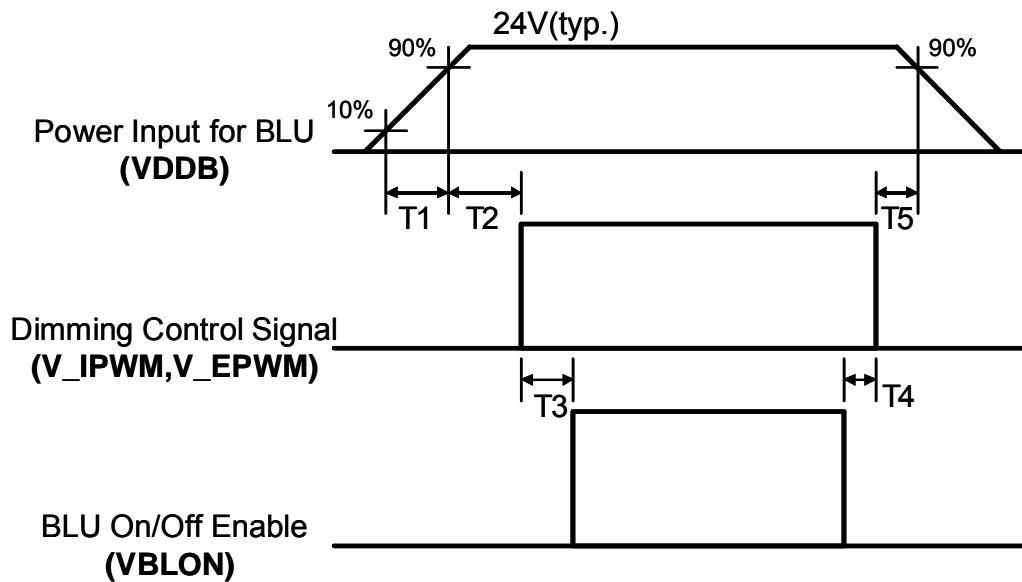 24V(typ.)
90%
90%
10%
Power Input for BLU
(VDDB)
T1
T2
T5
Dimming Control Signal
(V_IPWM,V_EPWM)
T3
T4
BLU On/Off Enable
(VBLON)